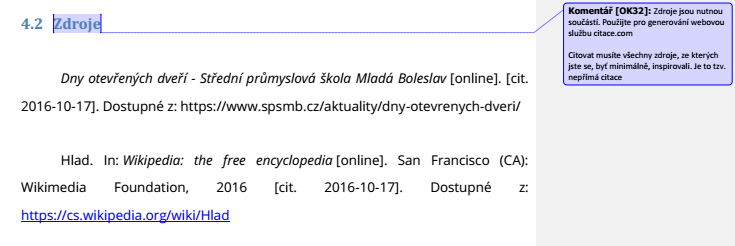 4.2 Zdroje
Dny otevřených dveří - Střední průmyslová škola Mladá Boleslav [online]. [cit.
2016-10-17]. Dostupné z: https://www.spsmb.cz/aktuality/dny-otevrenych-dveri/
Hlad. In: Wikipedia: the free encyclopedia [online]. San Francisco (CA):
Wikimedia Foundation, 2016 [cit. 2016-10-17]. Dostupné z:
https://cs.wikipedia.org/wiki/Hlad
Komentář [OK32]: Zdroje jsou nutnou
součástí. Použijte pro generování webovou
službu citace.com
Citovat musíte všechny zdroje, ze kterých
jste se, byť minimálně, inspirovali. Je to tzv.
nepřímá citace